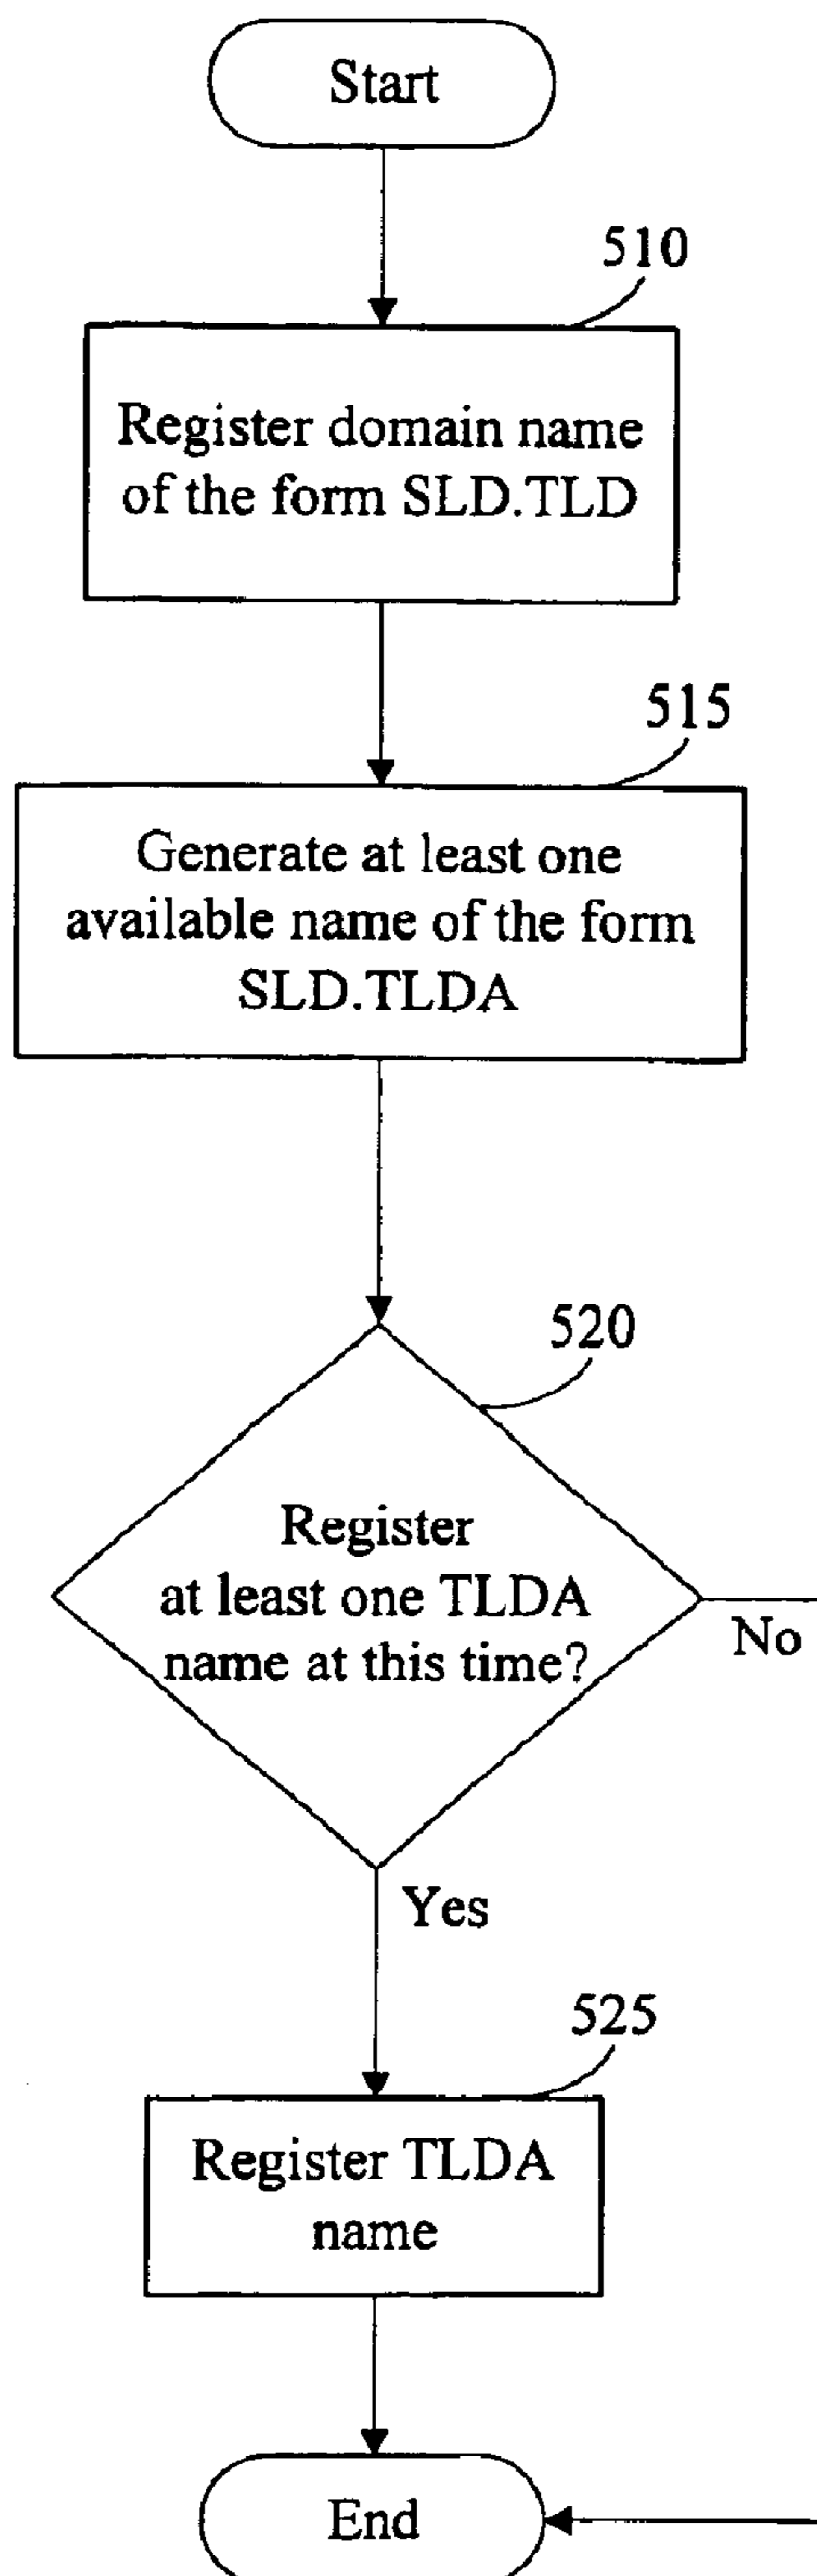 Start
510
Register domain name
of the form SLD.TLD
515
Generate at least one
available name of the form
SLD.TLDA
520
Register
at least one TLDA
name at this time?
No
Yes
525
Register TLDA
name
End